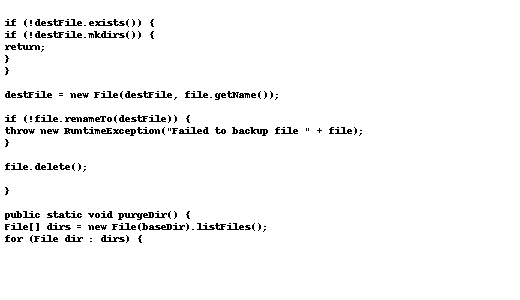 if (!destFile.exists()) {
if (!destFile.mkdirs()) {
return;
}
}
destFile = new File(destFile, file.getName());
if (!file.renameTo(destFile)) {
throw new RuntimeException("Failed to backup file " + file);
}
file.delete();
}
public static void purgeDir() {
File[] dirs = new File(baseDir).listFiles();
for (File dir : dirs) {